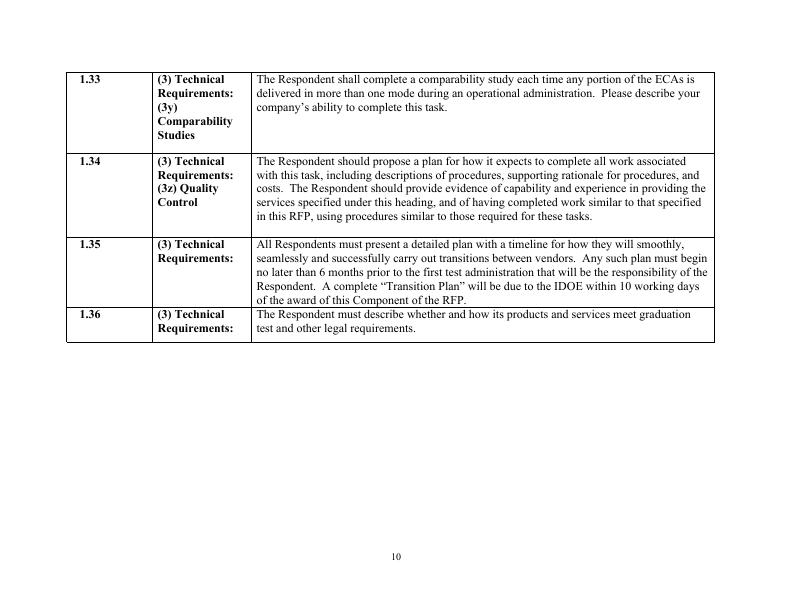 1.33
(3) Technical
Requirements:
(3y)
Comparability
Studies
The Respondent shall complete a comparability study each time any portion of the ECAs is
delivered in more than one mode during an operational administration.  Please describe your
company’s ability to complete this task.
1.34
(3) Technical
Requirements:
(3z) Quality
Control
The Respondent should propose a plan for how it expects to complete all work associated
with this task, including descriptions of procedures, supporting rationale for procedures, and
costs.  The Respondent should provide evidence of capability and experience in providing the
services specified under this heading, and of having completed work similar to that specified
in this RFP, using procedures similar to those required for these tasks.
1.35
(3) Technical
Requirements:
All Respondents must present a detailed plan with a timeline for how they will smoothly,
seamlessly and successfully carry out transitions between vendors.  Any such plan must begin
no later than 6 months prior to the first test administration that will be the responsibility of the
Respondent.  A complete “Transition Plan” will be due to the IDOE within 10 working days
of the award of this Component of the RFP.
1.36
(3) Technical
Requirements:
The Respondent must describe whether and how its products and services meet graduation
test and other legal requirements.
10